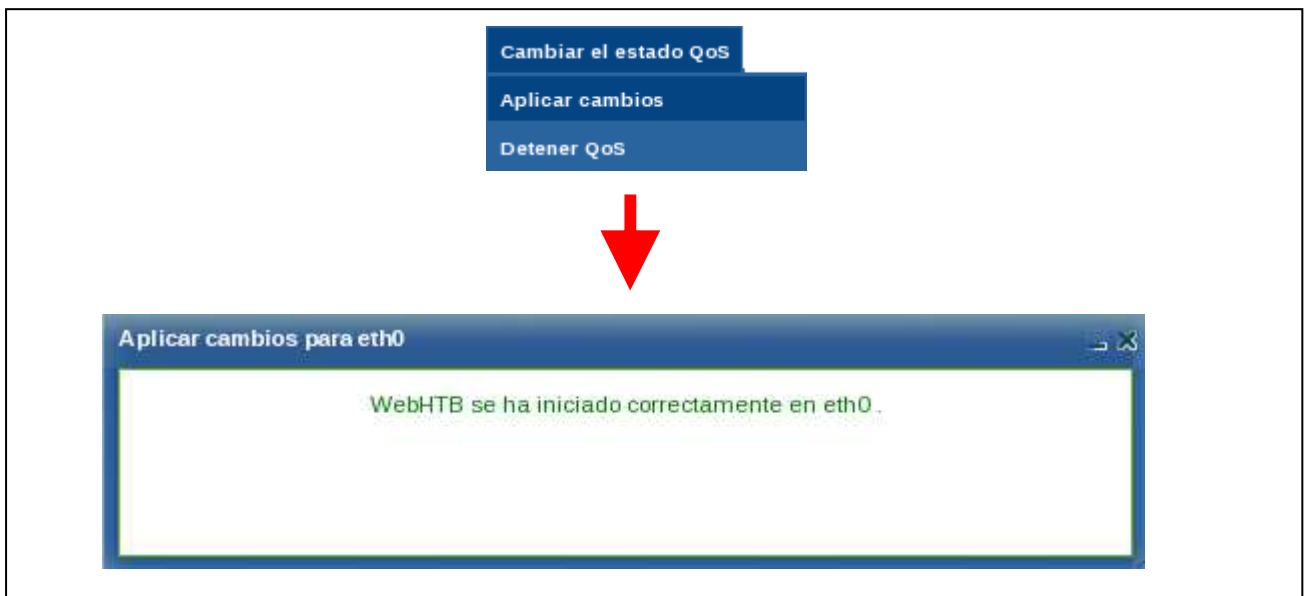 Cambiar el estado QoS
Aplicar cambios
Detener QoS
Aplicar cambios para eth0
WebHTB se ha iniciado correctamente en eth0 .